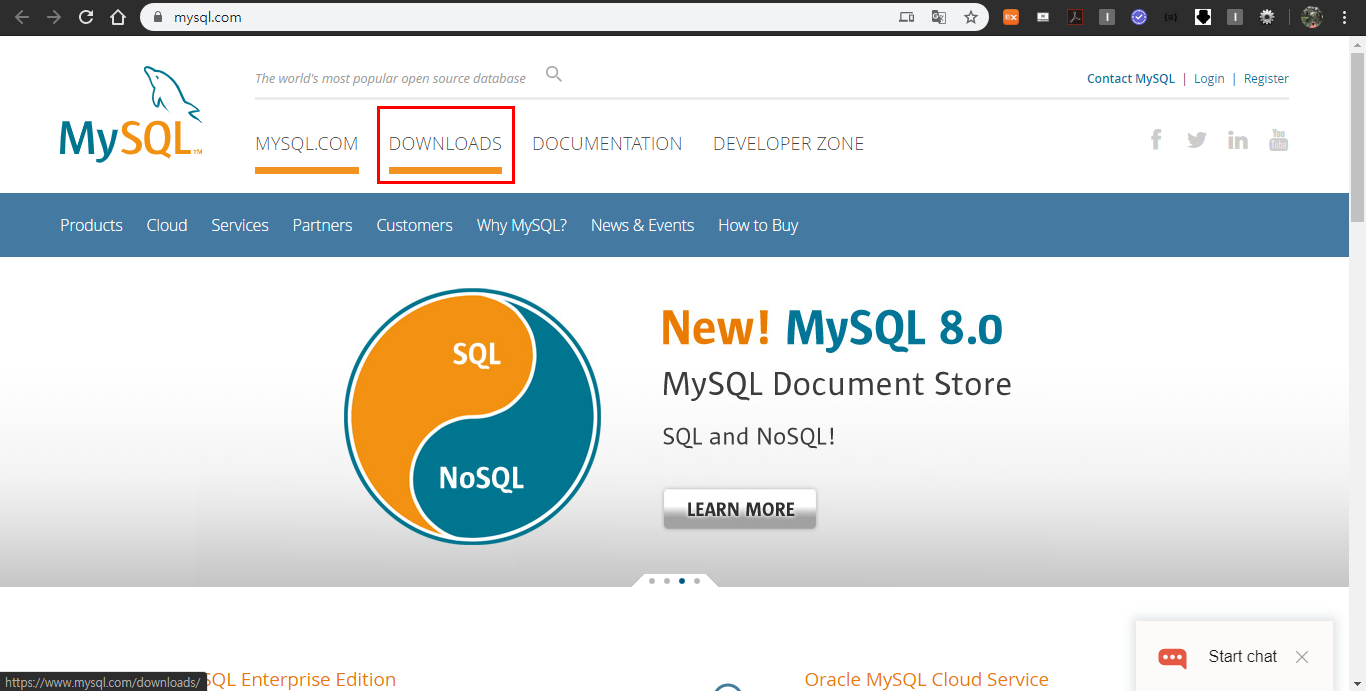 mysql.com
The world's most popular open source database
Contact MySQL | Login | Register
MySQL™
MYSQL.COM DOWNLOADS DOCUMENTATION DEVELOPER ZONE
You Tube
Products Cloud Services Partners Customers Why MySQL? News & Events How to Buy
SQL
NoSQL
New! MySQL 8.0
MySQL Document Store
SQL and NoSQL!
LEARN MORE
Start chat
SQL Enterprise Edition
Oracle MySQL Cloud Service
https://www.mysql.com/downloads/